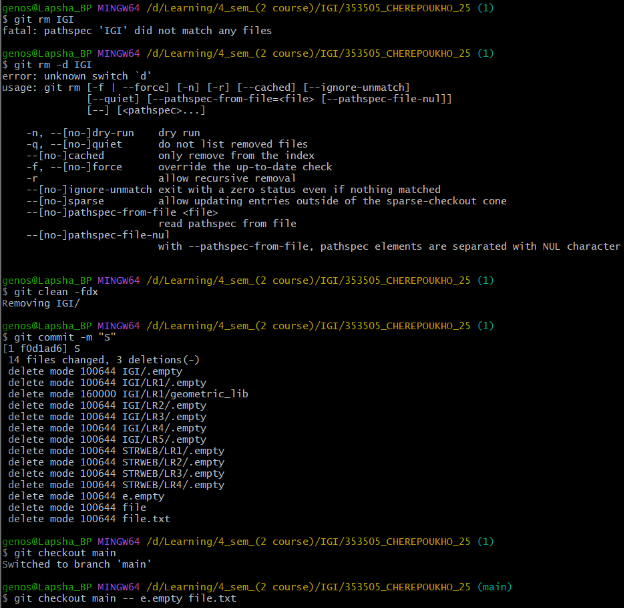 genos@Lapsha_BP MINGW64 /d/Learning/4_sem_(2 course)/IGI/353505_CHEREPOUKHO_25 (1)
$ git rm IGI
fatal: pathspec 'IGI' did not match any files

genos@Lapsha_BP MINGW64 /d/Learning/4_sem_(2 course)/IGI/353505_CHEREPOUKHO_25 (1)
$ git rm -d IGI
error: unknown switch `d'
usage: git rm [-f | --force] [-n] [-r] [--cached] [--ignore-unmatch]
              [--quiet] [--pathspec-from-file=<file> [--pathspec-file-nul]]
              [--] [<pathspec>...]

    -n, --[no-]dry-run    dry run
    -q, --[no-]quiet      do not list removed files
    --[no-]cached         only remove from the index
    -f, --[no-]force      override the up-to-date check
    -r                    allow recursive removal
    --[no-]ignore-unmatch exit with a zero status even if nothing matched
    --[no-]sparse         allow updating entries outside of the sparse-checkout cone
    --[no-]pathspec-from-file <file>
                          read pathspec from file
    --[no-]pathspec-file-nul
                          with --pathspec-from-file, pathspec elements are separated with NUL character

genos@Lapsha_BP MINGW64 /d/Learning/4_sem_(2 course)/IGI/353505_CHEREPOUKHO_25 (1)
$ git clean -fdx
Removing IGI/

genos@Lapsha_BP MINGW64 /d/Learning/4_sem_(2 course)/IGI/353505_CHEREPOUKHO_25 (1)
$ git commit -m "S"
[1 f0d1ad6] S
 14 files changed, 3 deletions(-)
 delete mode 100644 IGI/.empty
 delete mode 100644 IGI/LR1/.empty
 delete mode 160000 IGI/LR1/geometric_lib
 delete mode 100644 IGI/LR2/.empty
 delete mode 100644 IGI/LR3/.empty
 delete mode 100644 IGI/LR4/.empty
 delete mode 100644 IGI/LR5/.empty
 delete mode 100644 STRWEB/LR1/.empty
 delete mode 100644 STRWEB/LR2/.empty
 delete mode 100644 STRWEB/LR3/.empty
 delete mode 100644 STRWEB/LR4/.empty
 delete mode 100644 e.empty
 delete mode 100644 file
 delete mode 100644 file.txt

genos@Lapsha_BP MINGW64 /d/Learning/4_sem_(2 course)/IGI/353505_CHEREPOUKHO_25 (1)
$ git checkout main
Switched to branch 'main'

genos@Lapsha_BP MINGW64 /d/Learning/4_sem_(2 course)/IGI/353505_CHEREPOUKHO_25 (main)
$ git checkout main -- e.empty file.txt